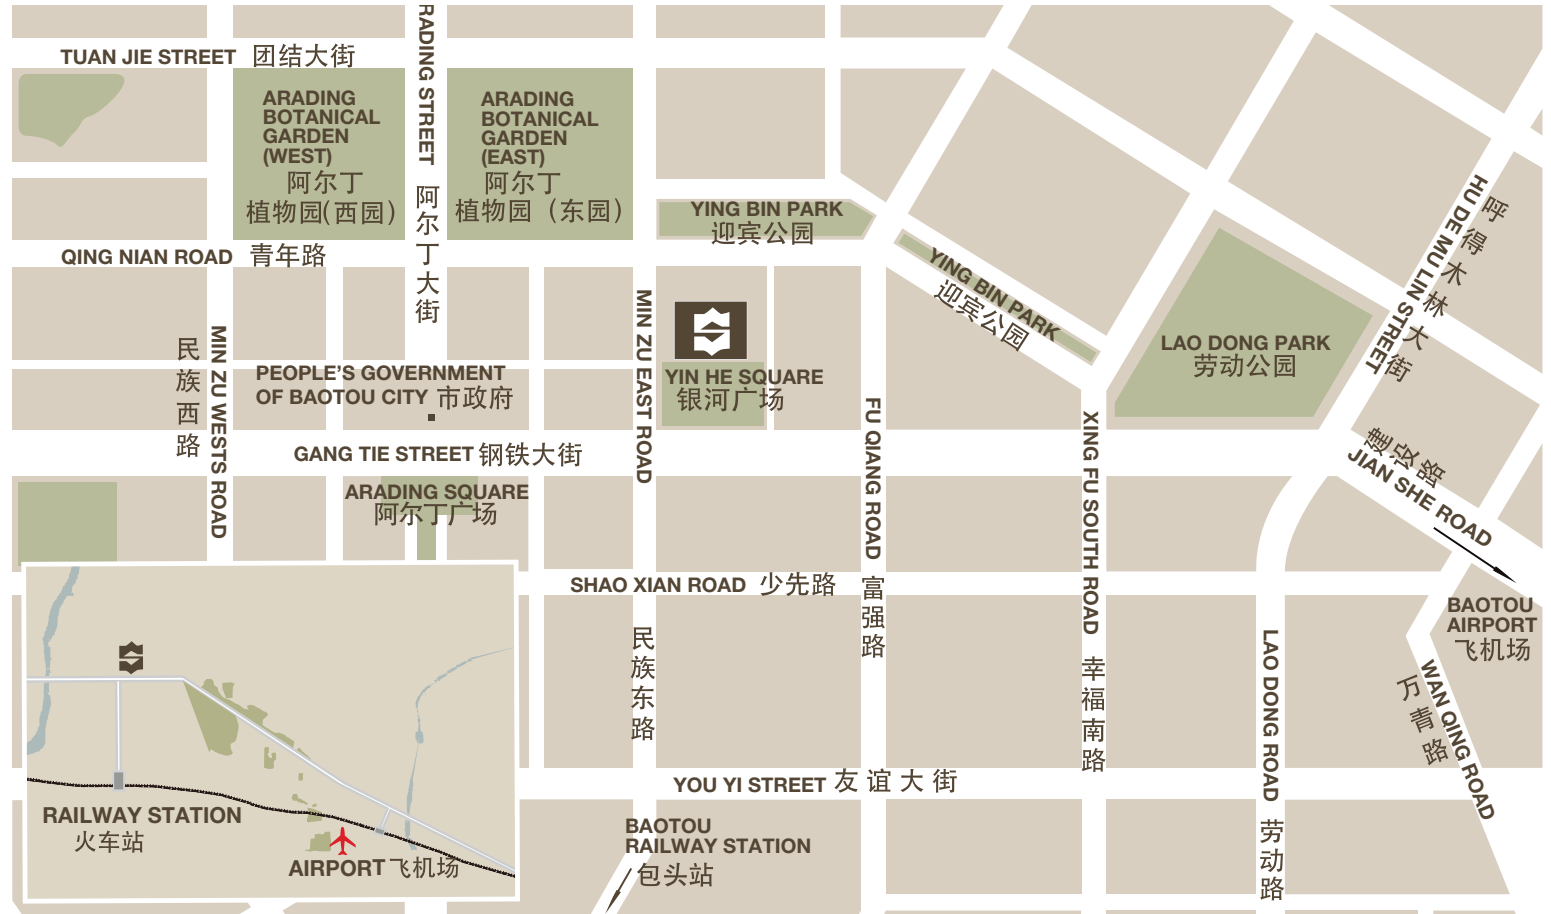 TUAN JIE STREET 团结大街
ARADING
BOTANICAL
GARDEN
(WEST)
阿尔丁
植物园(西园)
RADING STREET 阿尔丁大街
ARADING
BOTANICAL
GARDEN
(EAST)
阿尔丁
植物园（东园）
YING BIN PARK
迎宾公园
QING NIAN ROAD 青年路
YING BIN PARK
迎宾公园
HU DE MU LIN STREET
呼得木林大街
LAO DONG PARK
劳动公园
民族西路
MIN ZU WESTS ROAD
PEOPLE'S GOVERNMENT
OF BAOTOU CITY 市政府
MIN ZU EAST ROAD
民族东路
YIN HE SQUARE
银河广场
GANG TIE STREET 钢铁大街
ARADING SQUARE
阿尔丁广场
FU QIANG ROAD 富强路
XING FU SOUTH ROAD 幸福南路
建设路
JIAN SHE ROAD
SHAO XIAN ROAD 少先路
BAOTOU
AIRPORT
飞机场
LAO DONG ROAD 劳动路
万青路
WAN QING ROAD
YOU YI STREET 友谊大街
BAOTOU
RAILWAY STATION
包头站
RAILWAY STATION
火车站
AIRPORT 飞机场